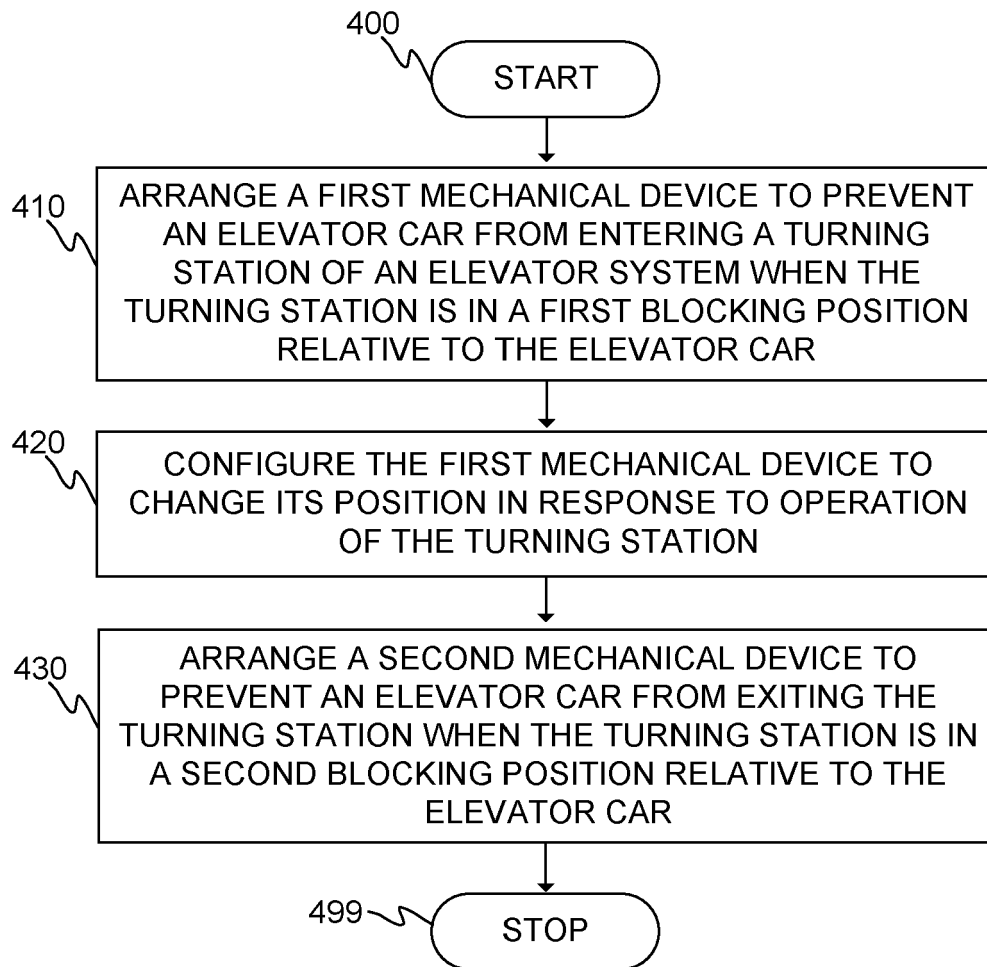 400
START
410
ARRANGE A FIRST MECHANICAL DEVICE TO PREVENT
AN ELEVATOR CAR FROM ENTERING A TURNING
STATION OF AN ELEVATOR SYSTEM WHEN THE
TURNING STATION IS IN A FIRST BLOCKING POSITION
RELATIVE TO THE ELEVATOR CAR
420
CONFIGURE THE FIRST MECHANICAL DEVICE TO
CHANGE ITS POSITION IN RESPONSE TO OPERATION
OF THE TURNING STATION
430
ARRANGE A SECOND MECHANICAL DEVICE TO
PREVENT AN ELEVATOR CAR FROM EXITING THE
TURNING STATION WHEN THE TURNING STATION IS IN
A SECOND BLOCKING POSITION RELATIVE TO THE
ELEVATOR CAR
499
STOP